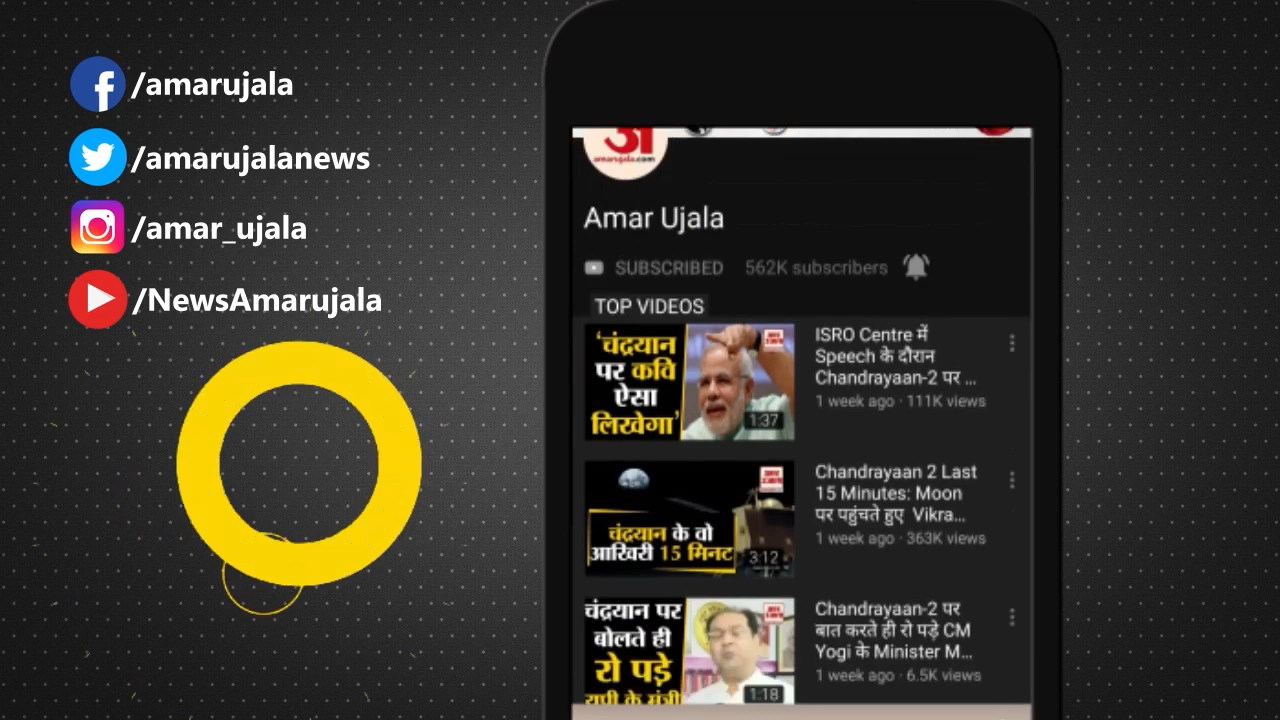 /amarujala
/amarujalanews
/amar_ujala
/NewsAmarujala
अ
amarujala.com
Amar Ujala
SUBSCRIBED 562K subscribers
TOP VIDEOS
'चंद्रयान
पर कवि
ऐसा
लिखेगा'
1:37
ISRO Centre में
Speech के दौरान
Chandrayaan-2 पर ...
1 week ago · 111K views
चंद्रयान के वो
आखिरी 15 मिनट
3:12
Chandrayaan 2 Last
15 Minutes: Moon
पर पहुंचते हुए Vikra...
1 week ago · 363K views
चंद्रयान पर
बोलते ही
रो पड़े
यूपी के मंत्री
1:18
Chandrayaan-2 पर
बात करते ही रो पड़े CM
Yogi के Minister M...
1 week ago · 6.5K views